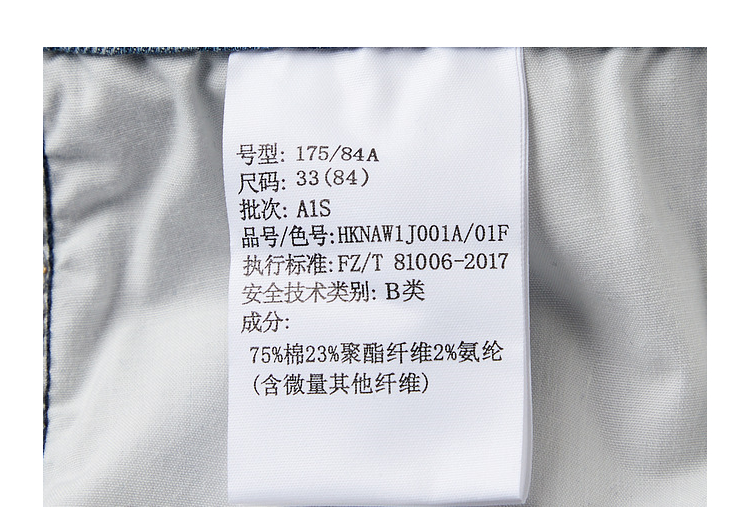 号型: 175/84A
尺码: 33(84)
批次: A1S
品号/色号:HKNAW1J001A/01F
执行标准:FZ/T 81006-2017
安全技术类别: B类
成分:
75%棉23%聚酯纤维2%氨纶
(含微量其他纤维)